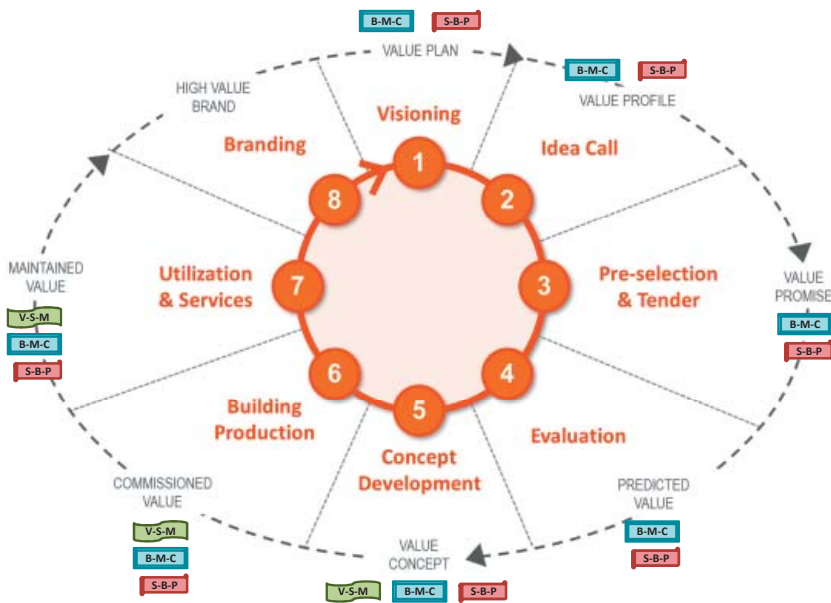 B-M-C S-B-P
VALUE PLAN
B-M-C S-B-P
VALUE PROFILE
HIGH VALUE
BRAND
Visioning
Branding
Idea Call
1
8
2
MAINTAINED
VALUE
V-S-M
B-M-C
S-B-P
Utilization
& Services
7
3
Pre-selection
& Tender
VALUE
PROMISE
B-M-C
S-B-P
6
4
5
Building
Production
Concept
Development
Evaluation
COMMISSIONED
VALUE
V-S-M
B-M-C
S-B-P
VALUE
CONCEPT
V-S-M B-M-C S-B-P
PREDICTED
VALUE
B-M-C
S-B-P